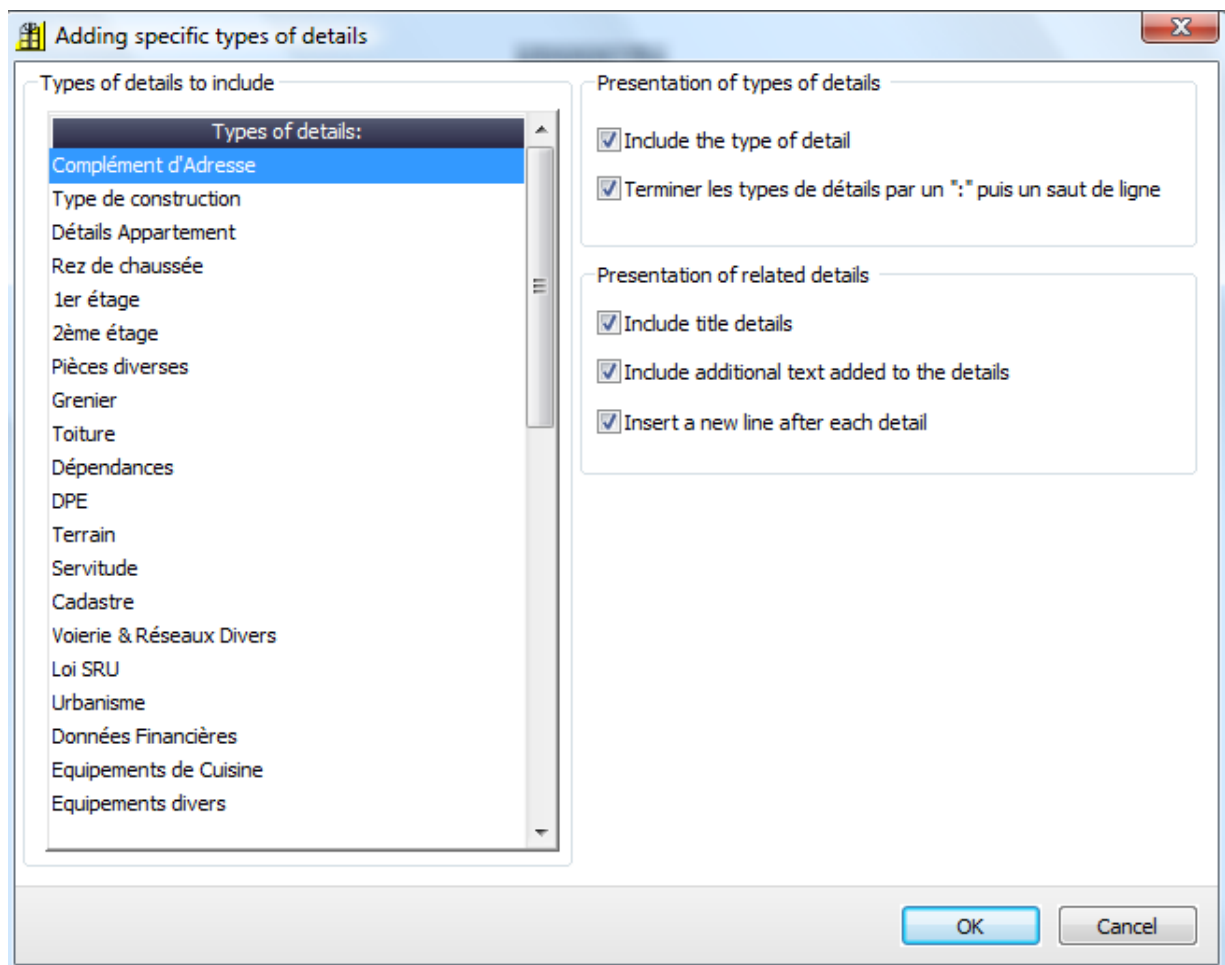 Adding specific types of details
Types of details to include
Types of details:
Complément d'Adresse
Type de construction
Détails Appartement
Rez de chaussée
1er étage
2ème étage
Pièces diverses
Grenier
Toiture
Dépendances
DPE
Terrain
Servitude
Cadastre
Voierie & Réseaux Divers
Loi SRU
Urbanisme
Données Financières
Equipements de Cuisine
Equipements divers
Presentation of types of details
Include the type of detail
Terminer les types de détails par un ":" puis un saut de ligne
Presentation of related details
Include title details
Include additional text added to the details
Insert a new line after each detail
OK
Cancel